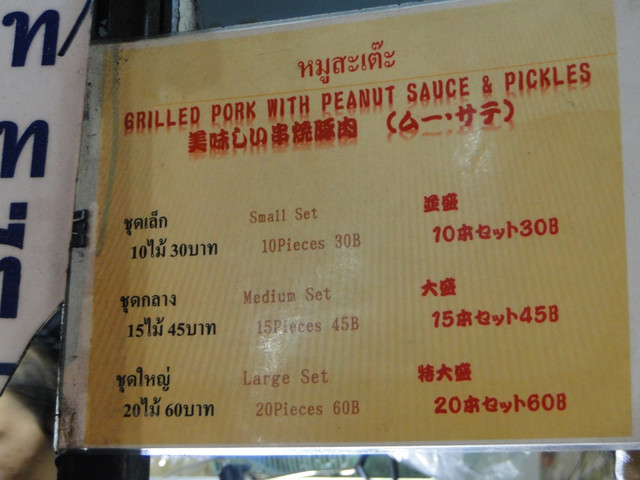 หมูสะเต๊ะ
GRILLED PORK WITH PEANUT SAUCE & PICKLES
美味しい串焼豚肉 (ムー・サテ)
ชุดเล็ก Small Set 並盛
10ไม้ 30บาท 10Pieces 30B 10本セット30B
ชุดกลาง Medium Set 大盛
15ไม้ 45บาท 15Pieces 45B 15本セット45B
ชุดใหญ่ Large Set 特大盛
20ไม้ 60บาท 20Pieces 60B 20本セット60B